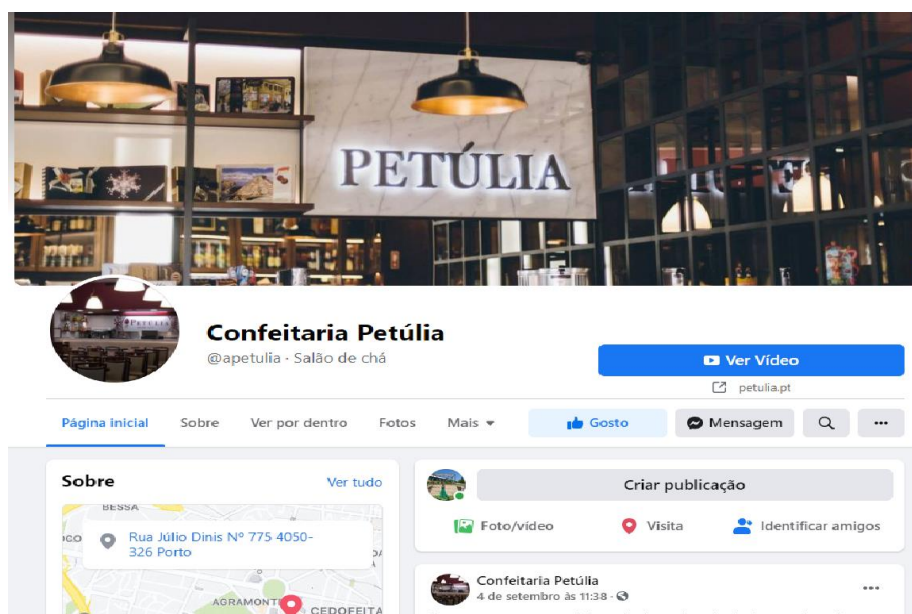 PETÚLIA
PETÚLIA
Confeitaria Petúlia
@apetulia · Salão de chá
Ver Vídeo
petulia.pt
Página inicial
Sobre
Ver por dentro
Fotos
Mais
Gosto
Mensagem
Sobre
Ver tudo
BESSA
Rua Júlio Dinis Nº 775 4050-
326 Porto
AGRAMONTE
CEDOFEITA
Criar publicação
Foto/vídeo
Visita
Identificar amigos
Confeitaria Petúlia
4 de setembro às 11:38